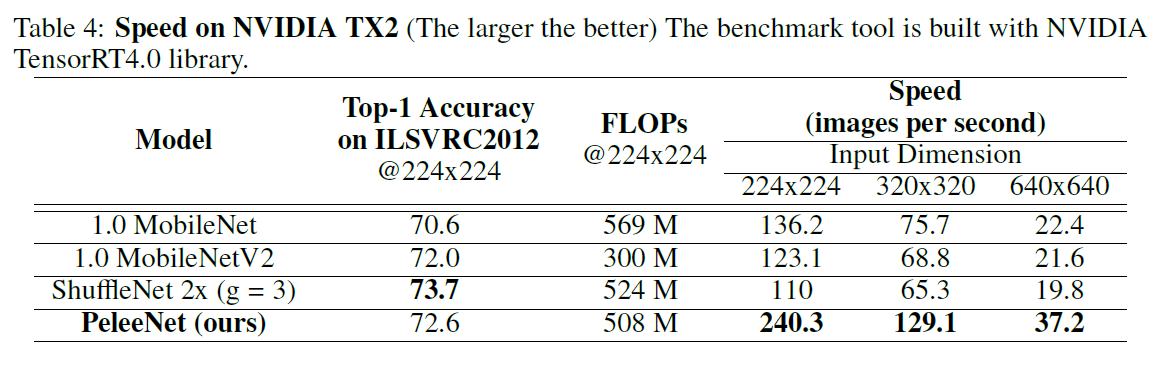 Table 4: Speed on NVIDIA TX2 (The larger the better) The benchmark tool is built with NVIDIA
TensorRT4.0 library.
Model Top-1 Accuracy on ILSVRC2012 @224x224 FLOPs @224x224 Speed (images per second)
Input Dimension
224x224 320x320 640x640
1.0 MobileNet 70.6 569 M 136.2 75.7 22.4
1.0 MobileNetV2 72.0 300 M 123.1 68.8 21.6
ShuffleNet 2x (g = 3) 73.7 524 M 110 65.3 19.8
PeleeNet (ours) 72.6 508 M 240.3 129.1 37.2